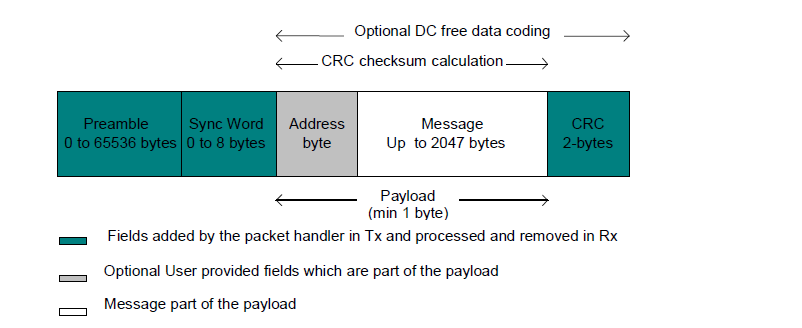 Optional DC free data coding
CRC checksum calculation
Preamble
0 to 65536 bytes
Sync Word
0 to 8 bytes
Address
byte
Message
Up to 2047 bytes
CRC
2-bytes
Payload
(min 1 byte)
Fields added by the packet handler in Tx and processed and removed in Rx
Optional User provided fields which are part of the payload
Message part of the payload